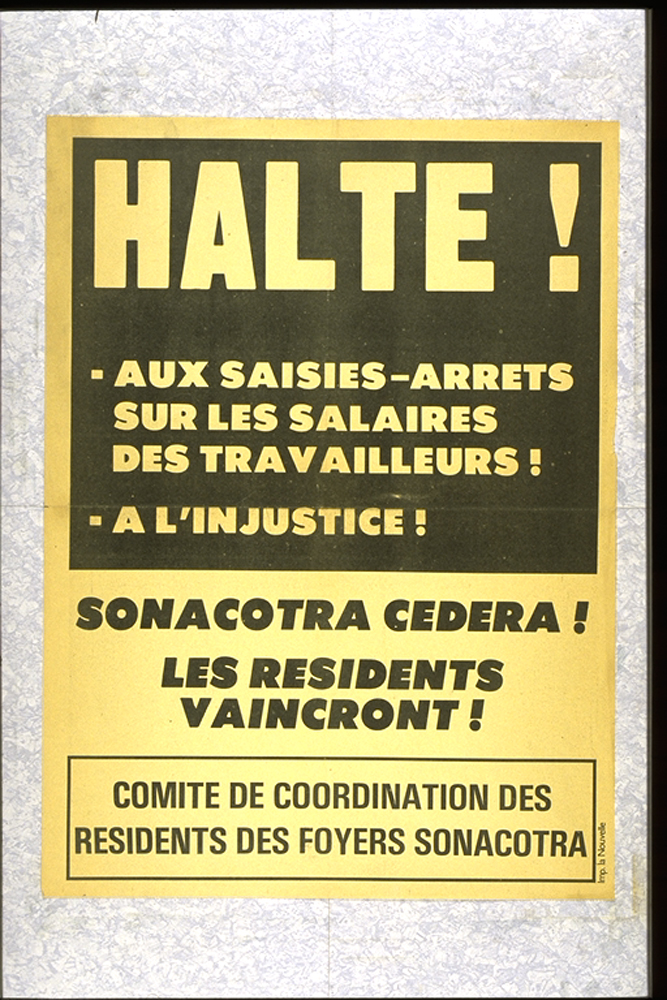 HALTE !
- AUX SAISIES-ARRETS
SUR LES SALAIRES
DES TRAVAILLEURS !
- A L'INJUSTICE !
SONACOTRA CEDERA !
LES RESIDENTS
VAINCRONT !
COMITE DE COORDINATION DES
RESIDENTS DES FOYERS SONACOTRA
Imp. la Nouvelle